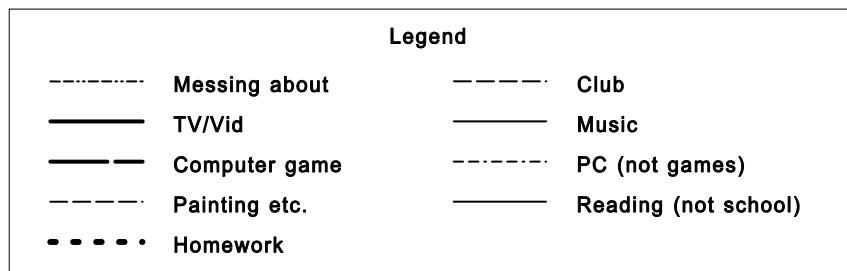 Legend
Messing about
Club
TV/Vid
Music
Computer game
PC (not games)
Painting etc.
Reading (not school)
Homework